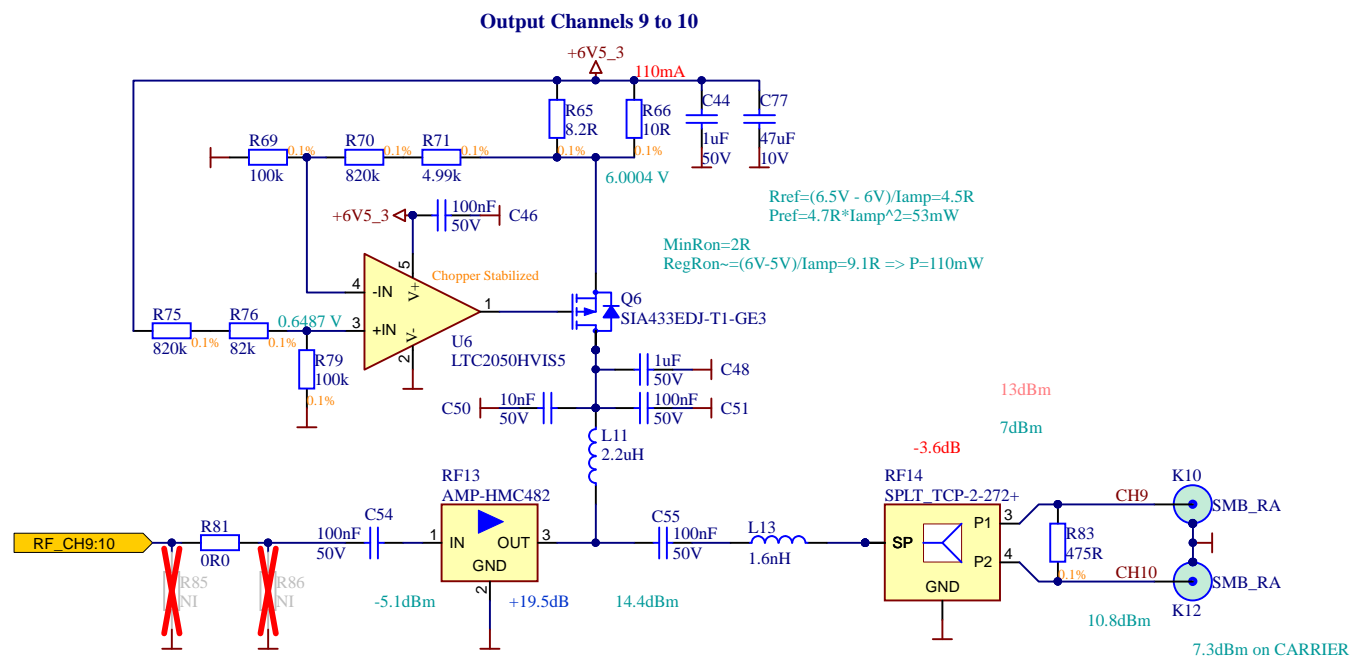 Output Channels 9 to 10
+6V5_3
110mA
R65
8.2R
0.1%
R66
10R
0.1%
C44
1uF
50V
C77
47uF
10V
R69
0.1%
100k
R70
0.1%
820k
R71
0.1%
4.99k
6.0004 V
Rref=(6.5V - 6V)/Iamp=4.5R
Pref=4.7R*Iamp^2=53mW
+6V5_3
100nF
50V
C46
MinRon=2R
RegRon~=(6V-5V)/Iamp=9.1R => P=110mW
Chopper Stabilized
5
V+
4
-IN
3
+IN
V-
2
1
U6
LTC2050HVIS5
Q6
SIA433EDJ-T1-GE3
R75
0.1%
820k
R76
0.1%
82k
0.6487 V
R79
100k
0.1%
1uF
50V
C48
C50
10nF
50V
100nF
50V
C51
L11
2.2uH
13dBm
7dBm
-3.6dB
RF13
AMP-HMC482
RF14
SPLT_TCP-2-272+
K10
SMB_RA
CH9
RF_CH9:10
R81
0R0
C54
100nF
50V
1
IN
OUT
3
GND
2
C55
100nF
50V
L13
1.6nH
SP
P1
3
P2
4
GND
R83
475R
0.1%
CH10
SMB_RA
K12
R85
NI
R86
NI
-5.1dBm
+19.5dB
14.4dBm
10.8dBm
7.3dBm on CARRIER